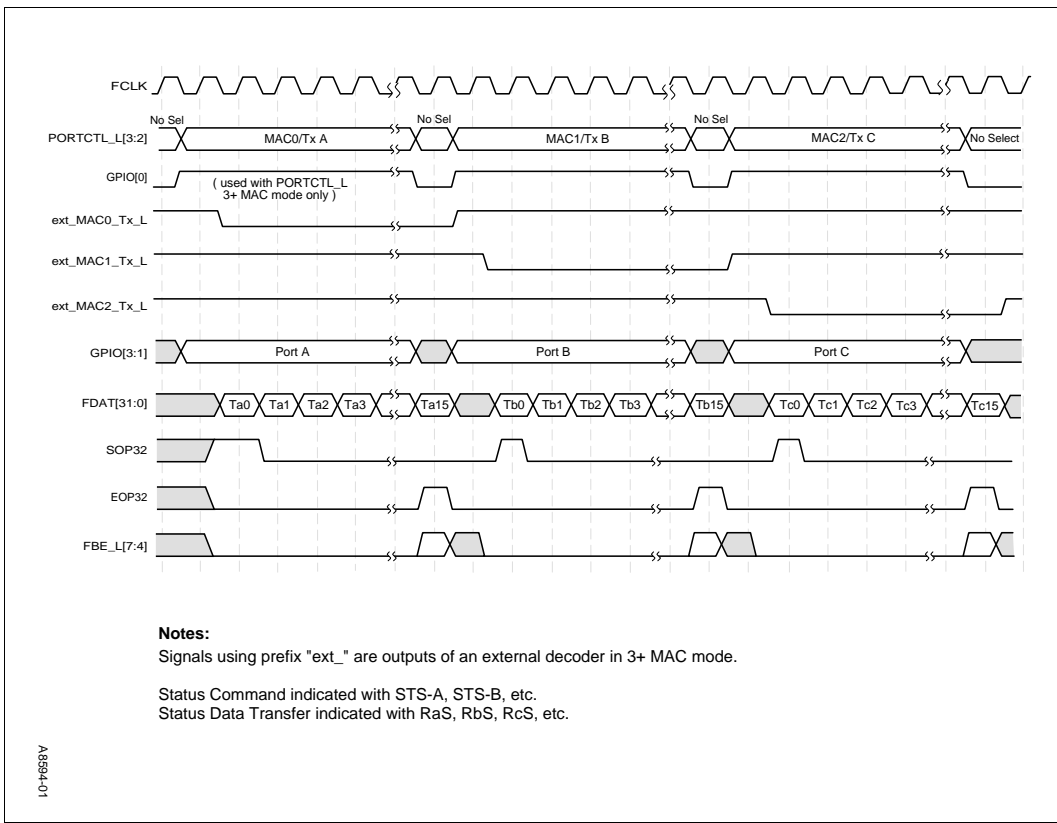 FCLK
No Sel No Sel No Sel
PORTCTL_L[3:2] MAC0/Tx A MAC1/Tx B MAC2/Tx C No Select
GPIO[0] ( used with PORTCTL_L
3+ MAC mode only )
ext_MAC0_Tx_L
ext_MAC1_Tx_L
ext_MAC2_Tx_L
GPIO[3:1] Port A Port B Port C
FDAT[31:0] Ta0 Ta1 Ta2 Ta3 Ta15 Tb0 Tb1 Tb2 Tb3 Tb15 Tc0 Tc1 Tc2 Tc3 Tc15
SOP32
EOP32
FBE_L[7:4]
Notes:
Signals using prefix "ext_" are outputs of an external decoder in 3+ MAC mode.
Status Command indicated with STS-A, STS-B, etc.
Status Data Transfer indicated with RaS, RbS, RcS, etc.
A8594-01